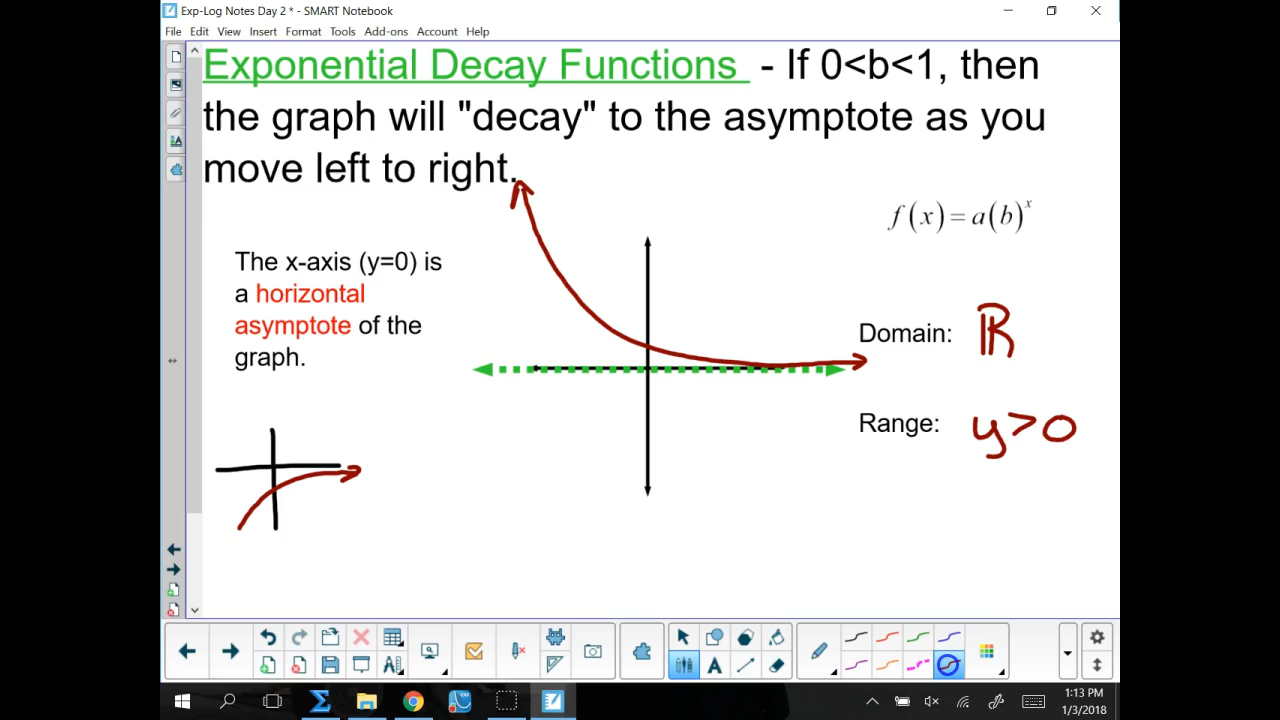 Exp-Log Notes Day 2 * - SMART Notebook
File Edit View Insert Format Tools Add-ons Account Help
Exponential Decay Functions - If 0<b<1, then
the graph will "decay" to the asymptote as you
move left to right.
f(x)=a(b)^x
The x-axis (y=0) is
a horizontal
asymptote of the
graph.
Domain: ℝ
Range: y>0
1:13 PM
1/3/2018